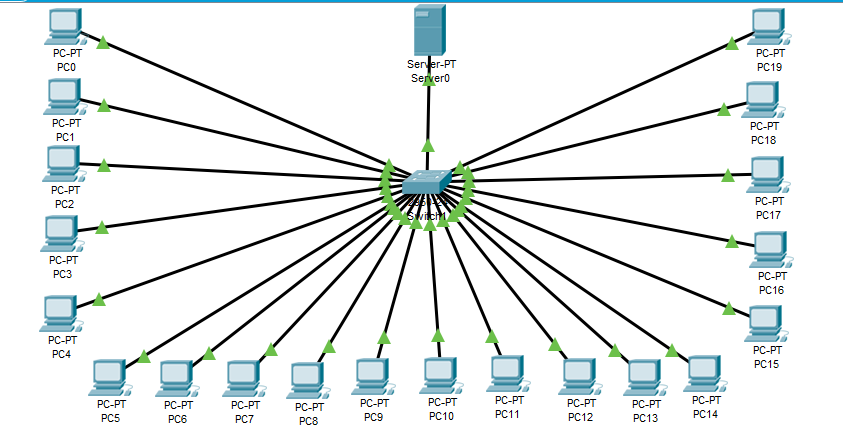 PC-PT
PC0
Server-PT
Server0
PC-PT
PC19
PC-PT
PC1
PC-PT
PC18
PC-PT
PC2
PC-PT
PC17
Switch1
PC-PT
PC3
PC-PT
PC16
PC-PT
PC4
PC-PT
PC15
PC-PT
PC5
PC-PT
PC6
PC-PT
PC7
PC-PT
PC8
PC-PT
PC9
PC-PT
PC10
PC-PT
PC11
PC-PT
PC12
PC-PT
PC13
PC-PT
PC14